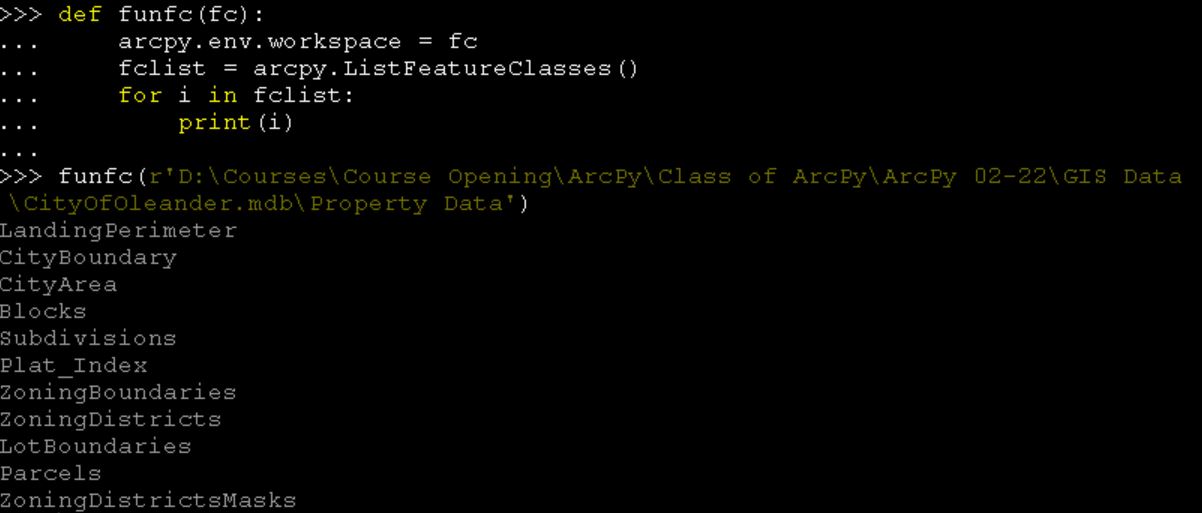 >>> def funfc(fc):
...     arcpy.env.workspace = fc
...     fclist = arcpy.ListFeatureClasses()
...     for i in fclist:
...         print(i)
...
>>> funfc(r'D:\Courses\Course Opening\ArcPy\Class of ArcPy\ArcPy 02-22\GIS Data
\CityOfOleander.mdb\Property Data')
LandingPerimeter
CityBoundary
CityArea
Blocks
Subdivisions
Plat_Index
ZoningBoundaries
ZoningDistricts
LotBoundaries
Parcels
ZoningDistrictsMasks